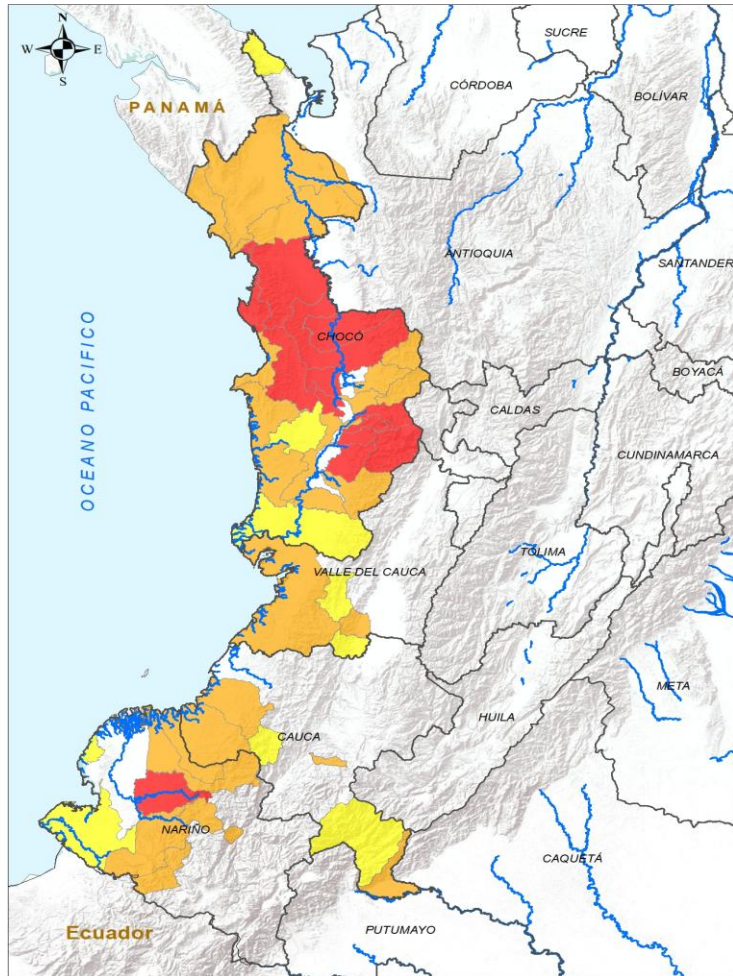 N
W E
S
SUCRE
CÓRDOBA
BOLÍVAR
PANAMÁ
ANTIOQUIA
SANTANDER
CHOCÓ
OCEANO PACIFICO
BOYACÁ
CALDAS
CUNDINAMARCA
TOLIMA
VALLE DEL CAUCA
META
HUILA
CAUCA
NARIÑO
CAQUETÁ
Ecuador
PUTUMAYO